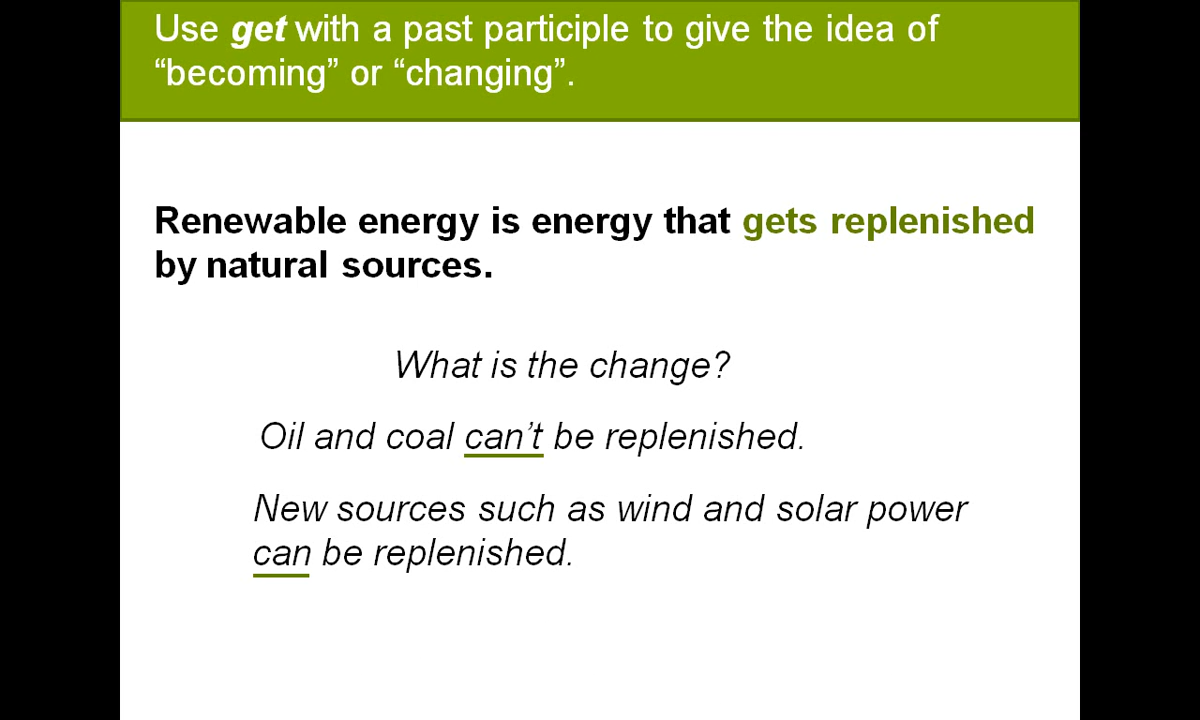 Use get with a past participle to give the idea of
“becoming” or “changing”.
Renewable energy is energy that gets replenished
by natural sources.
What is the change?
Oil and coal can’t be replenished.
New sources such as wind and solar power
can be replenished.